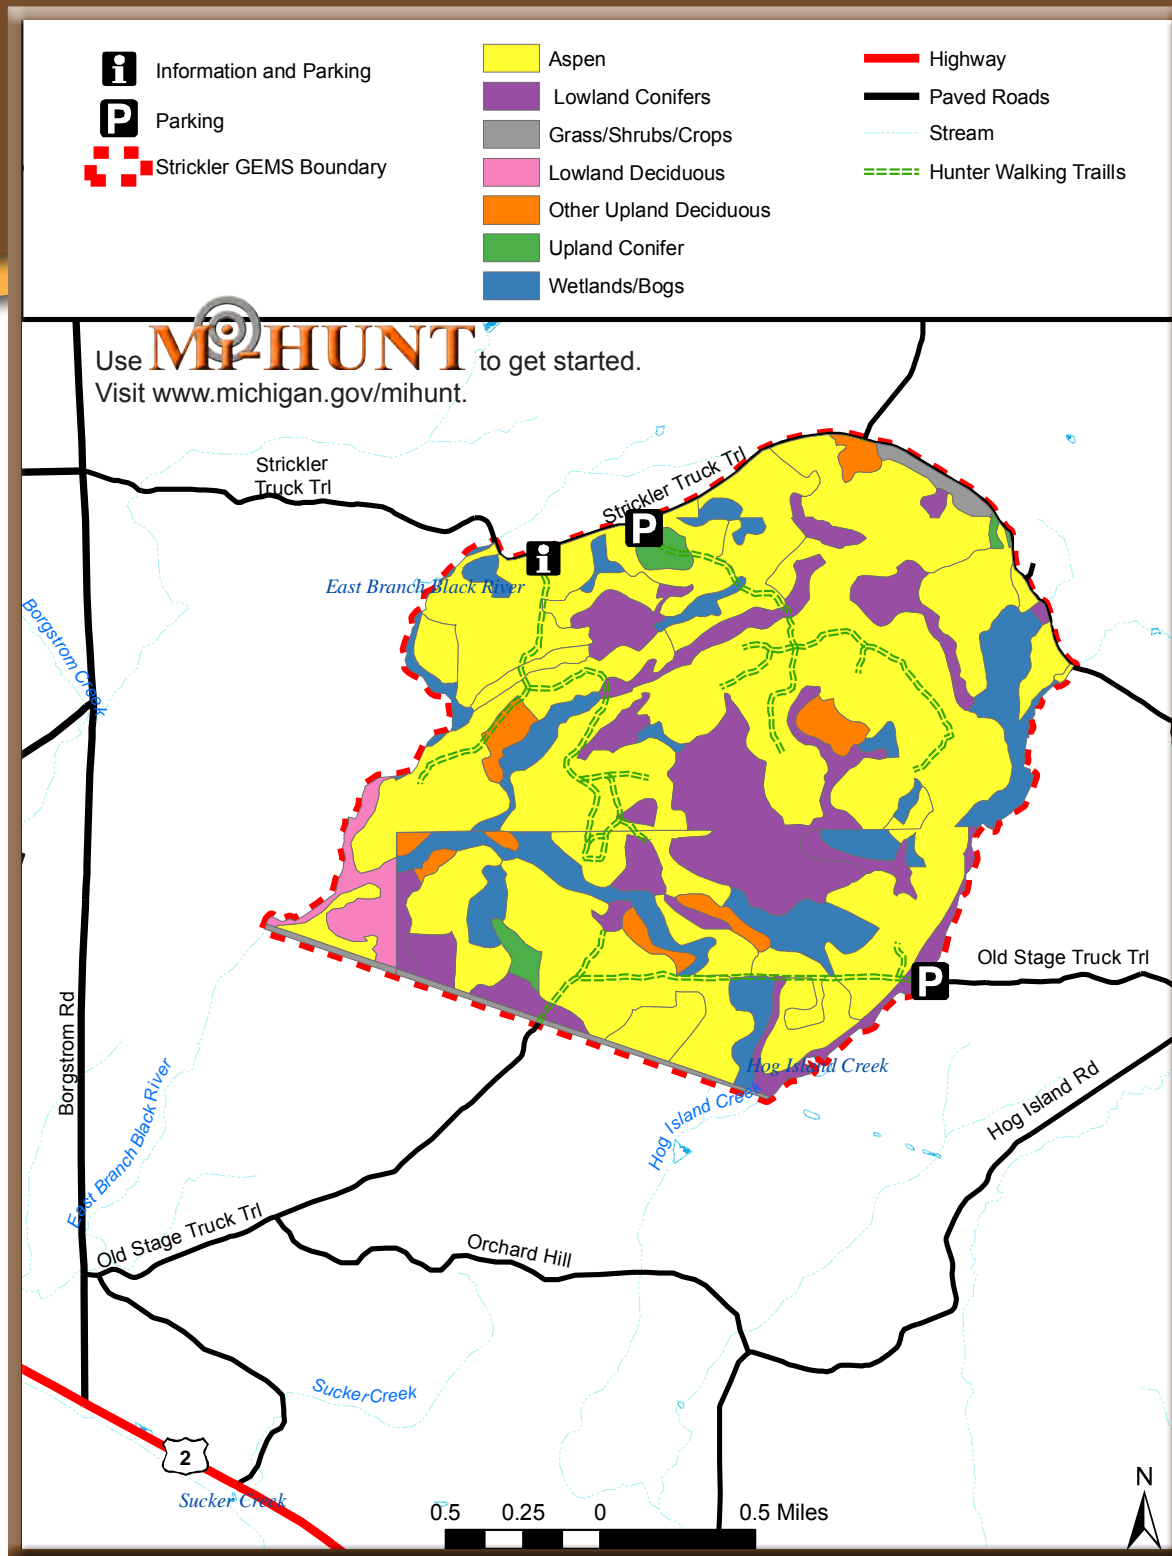 Information and Parking
P
Parking
Strickler GEMS Boundary
Aspen
Lowland Conifers
Grass/Shrubs/Crops
Lowland Deciduous
Other Upland Deciduous
Upland Conifer
Wetlands/Bogs
Highway
Paved Roads
Stream
Hunter Walking Traills
Use Mi-HUNT to get started.
Visit www.michigan.gov/mihunt.
Strickler
Truck Trl
Strickler Truck Trl
P
i
East Branch Black River
Borgstrom Creek
Old Stage Truck Trl
P
Borgstrom Rd
Hog Island Creek
Hog Island Creek
Hog Island Rd
East Branch Black River
Old Stage Truck Trl
Orchard Hill
Sucker Creek
2
Sucker Creek
N
0.5 0.25 0 0.5 Miles